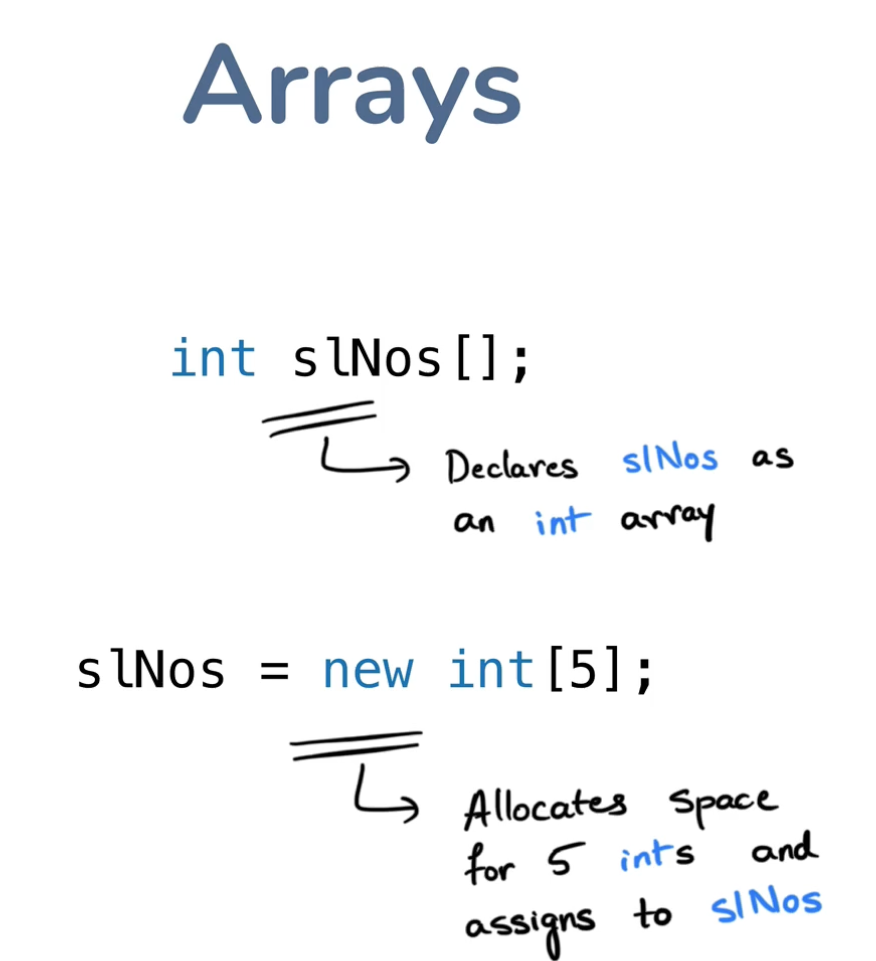 Arrays
int slNos[];
Declares slNos as
an int array
slNos = new int[5];
Allocates space
for 5 ints and
assigns to slNos